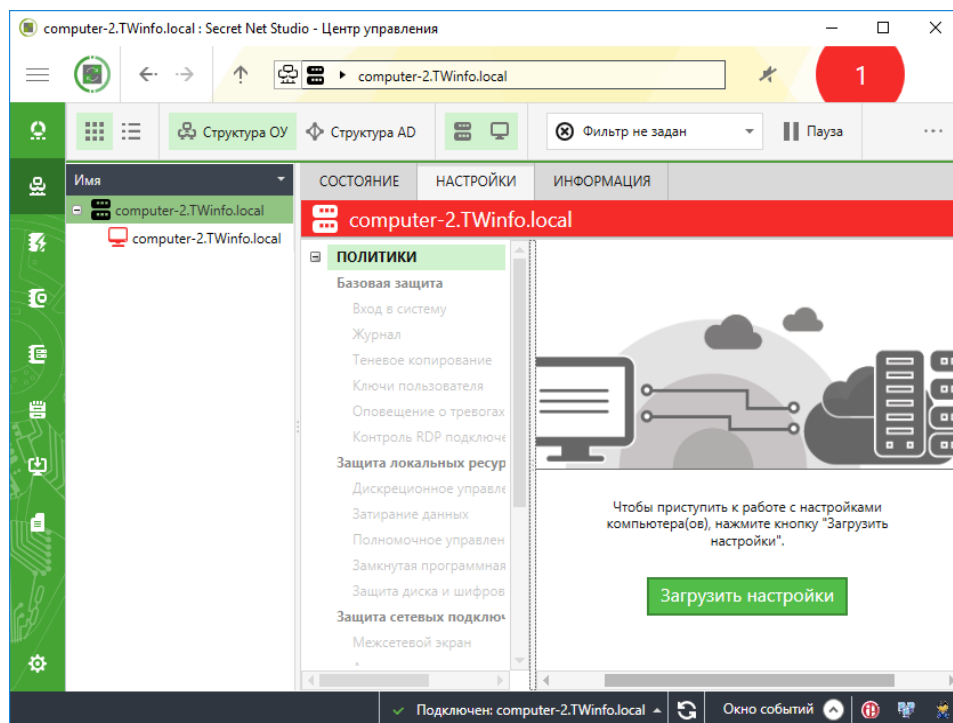 computer-2.TWinfo.local : Secret Net Studio - Центр управления
computer-2.TWinfo.local
1
Структура ОУ
Структура AD
Фильтр не задан
Пауза
Имя
computer-2.TWinfo.local
computer-2.TWinfo.local
СОСТОЯНИЕ
НАСТРОЙКИ
ИНФОРМАЦИЯ
computer-2.TWinfo.local
ПОЛИТИКИ
Базовая защита
Вход в систему
Журнал
Теневое копирование
Ключи пользователя
Оповещение о тревогах
Контроль RDP подключе
Защита локальных ресур
Дискреционное управле
Затирание данных
Полномочное управлен
Замкнутая программная
Защита диска и шифров
Защита сетевых подключ
Межсетевой экран
Чтобы приступить к работе с настройками
компьютера(ов), нажмите кнопку "Загрузить
настройки".
Загрузить настройки
Подключен: computer-2.TWinfo.local
Окно событий